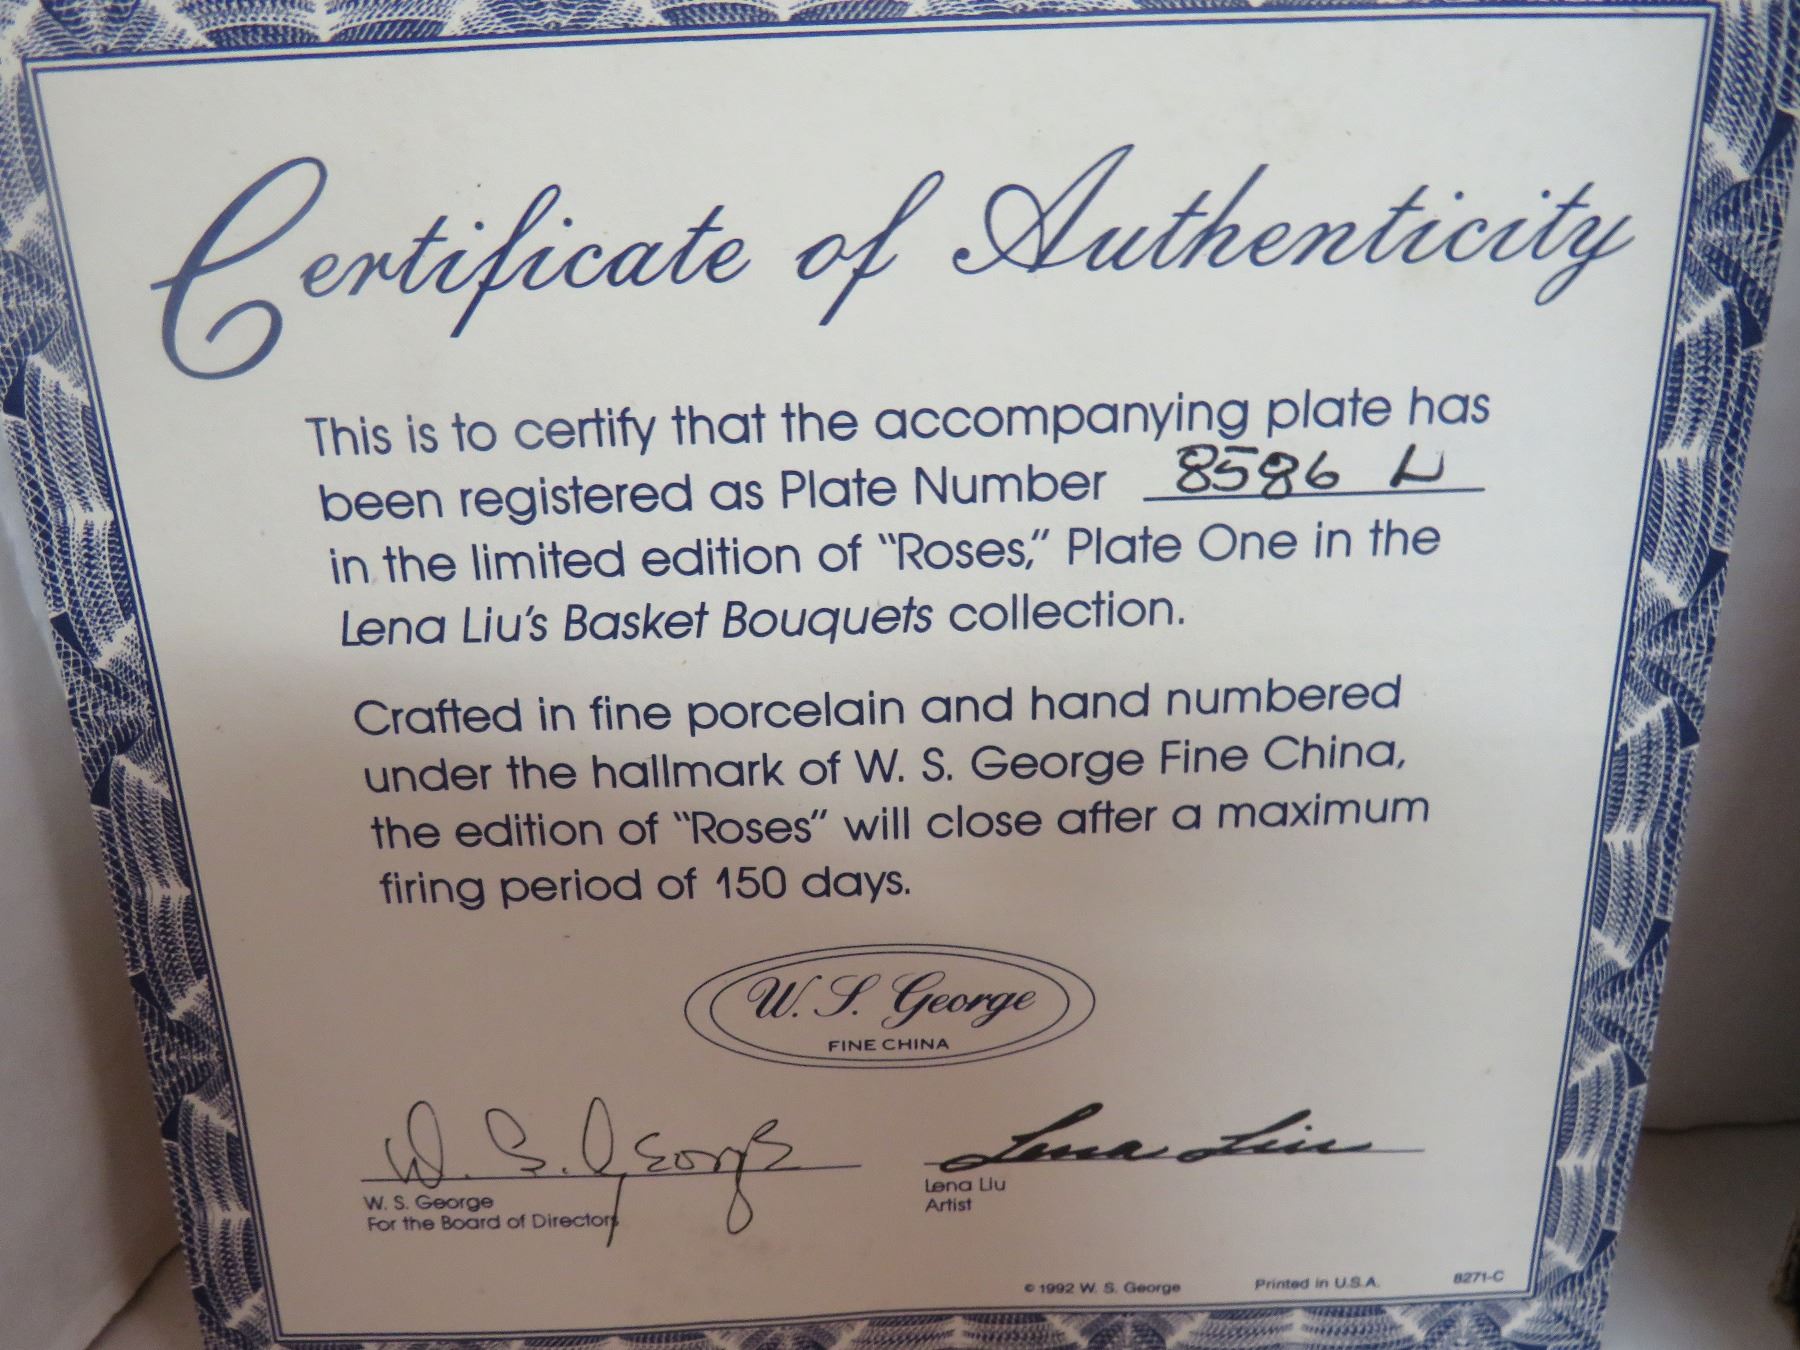 Certificate of Authenticity
This is to certify that the accompanying plate has
been registered as Plate Number 8586 L
in the limited edition of "Roses," Plate One in the
Lena Liu's Basket Bouquets collection.
Crafted in fine porcelain and hand numbered
under the hallmark of W. S. George Fine China,
the edition of "Roses" will close after a maximum
firing period of 150 days.
W. S. George
FINE CHINA
W. S. George
Lena Liu
W. S. George
For the Board of Directors
Lena Liu
Artist
© 1992 W. S. George Printed in U.S.A. 8271-C